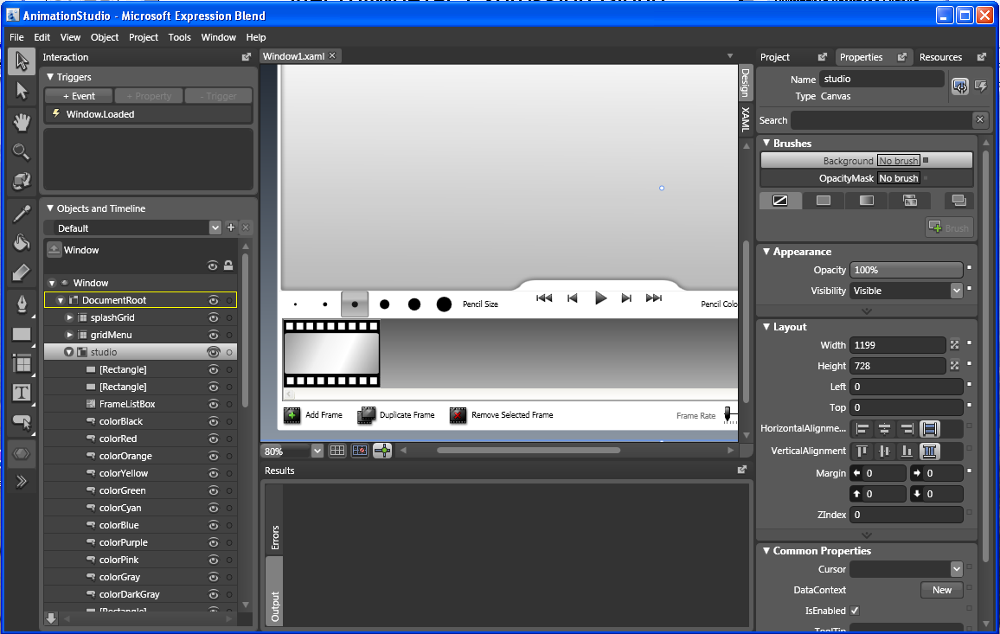 AnimationStudio - Microsoft Expression Blend
File Edit View Object Project Tools Window Help
Interaction
Triggers
+ Event + Property - Trigger
Window.Loaded
Objects and Timeline
Default
Window
Window
DocumentRoot
splashGrid
gridMenu
studio
[Rectangle]
[Rectangle]
FrameListBox
colorBlack
colorRed
colorOrange
colorYellow
colorGreen
colorCyan
colorBlue
colorPurple
colorPink
colorGray
colorDarkGray
[Rectangle]
Window1.xaml
Design
XAML
Pencil Size
Pencil Colo
Add Frame Duplicate Frame Remove Selected Frame Frame Rate
80%
Results
Errors
Output
Project Properties Resources
Name studio
Type Canvas
Search
Brushes
Background No brush
OpacityMask No brush
Brush
Appearance
Opacity 100%
Visibility Visible
Layout
Width 1199
Height 728
Left 0
Top 0
HorizontalAlignme...
VerticalAlignment
Margin 0 0
0 0
ZIndex 0
Common Properties
Cursor
DataContext New
IsEnabled
ToolTip